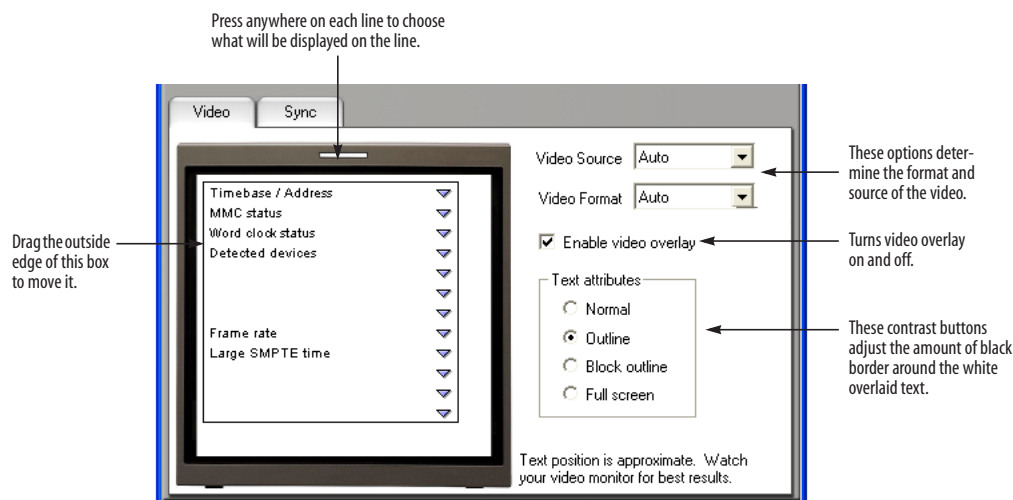 Press anywhere on each line to choose
what will be displayed on the line.
Video
Sync
Timebase / Address
MMC status
Word clock status
Detected devices
Frame rate
Large SMPTE time
Drag the outside
edge of this box
to move it.
Video Source Auto
Video Format Auto
Enable video overlay
Text attributes
Normal
Outline
Block outline
Full screen
Text position is approximate. Watch
your video monitor for best results.
These options deter-
mine the format and
source of the video.
Turns video overlay
on and off.
These contrast buttons
adjust the amount of black
border around the white
overlaid text.